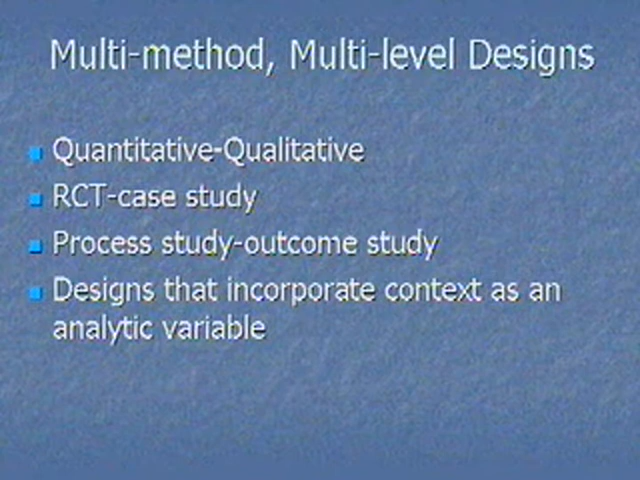 Multi-method, Multi-level Designs
Quantitative-Qualitative
RCT-case study
Process study-outcome study
Designs that incorporate context as an
analytic variable